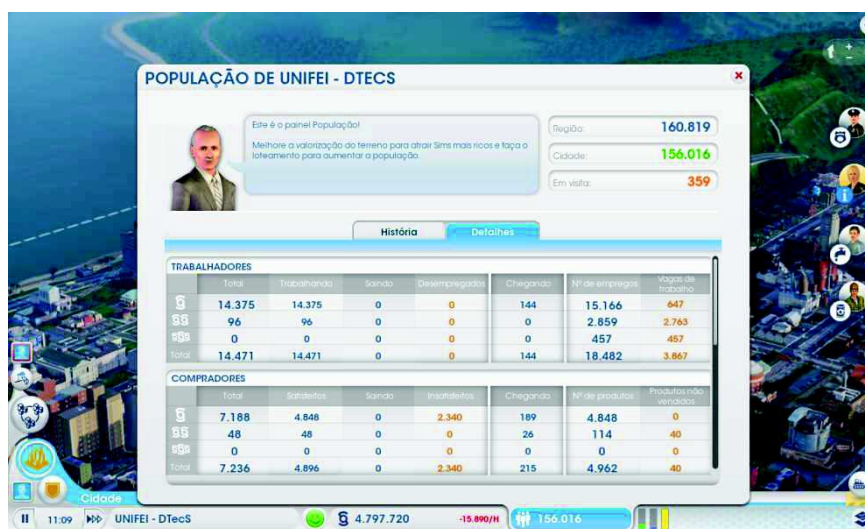 POPULAÇÃO DE UNIFEI - DTECS
Este é o painel População!
Melhore a valorização do terreno para atrair Sims mais ricos e faça o
loteamento para aumentar a população.
Região: 160.819
Cidade: 156.016
Em visita: 359
História Detalhes
TRABALHADORES
Total Trabalhando Saindo Desempregados Chegando Nº de empregos Vagas de trabalho
§ 14.375 14.375 0 0 144 15.166 647
§§ 96 96 0 0 0 2.859 2.763
§§§ 0 0 0 0 0 457 457
Total 14.471 14.471 0 0 144 18.482 3.867
COMPRADORES
Total Satisfeitos Saindo Insatisfeitos Chegando Nº de produtos Produtos não vendidos
§ 7.188 4.848 0 2.340 189 4.848 0
§§ 48 48 0 0 26 114 40
§§§ 0 0 0 0 0 0 0
Total 7.236 4.896 0 2.340 215 4.962 40
Cidade
11:09 UNIFEI - DTecS § 4.797.720 -15.890/H 156.016